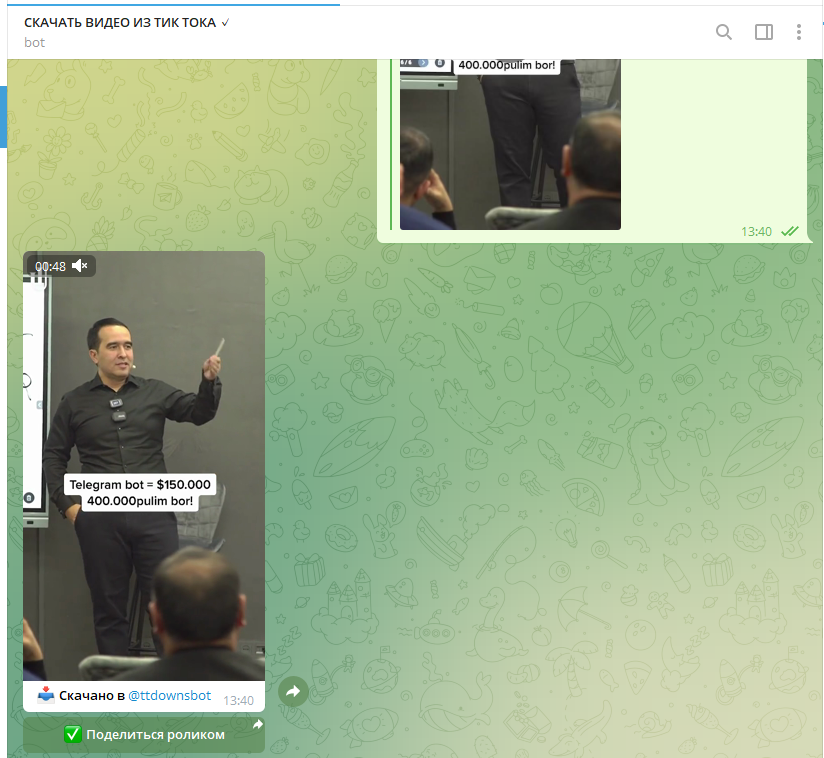 СКАЧАТЬ ВИДЕО ИЗ ТИК ТОКА ✓
bot
400.000pulim bor!
13:40
00:48
Telegram bot = $150.000
400.000pulim bor!
📥 Скачано в @ttdownsbot
13:40
✅ Поделиться роликом